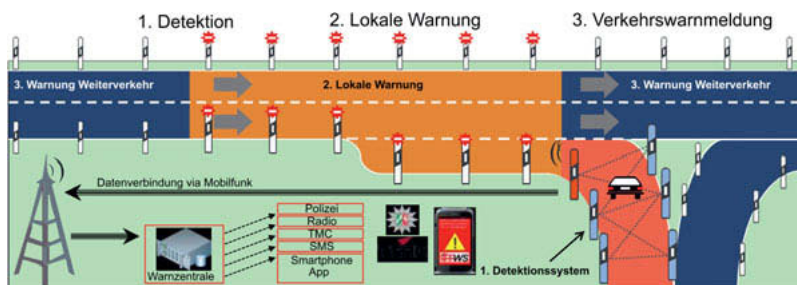 1. Detektion
2. Lokale Warnung
3. Verkehrswarnmeldung
3. Warnung Weiterverkehr
2. Lokale Warnung
3. Warnung Weiterverkehr
Datenverbindung via Mobilfunk
Polizei
Radio
TMC
SMS
Smartphone
App
Warnzentrale
WS
1. Detektionssystem